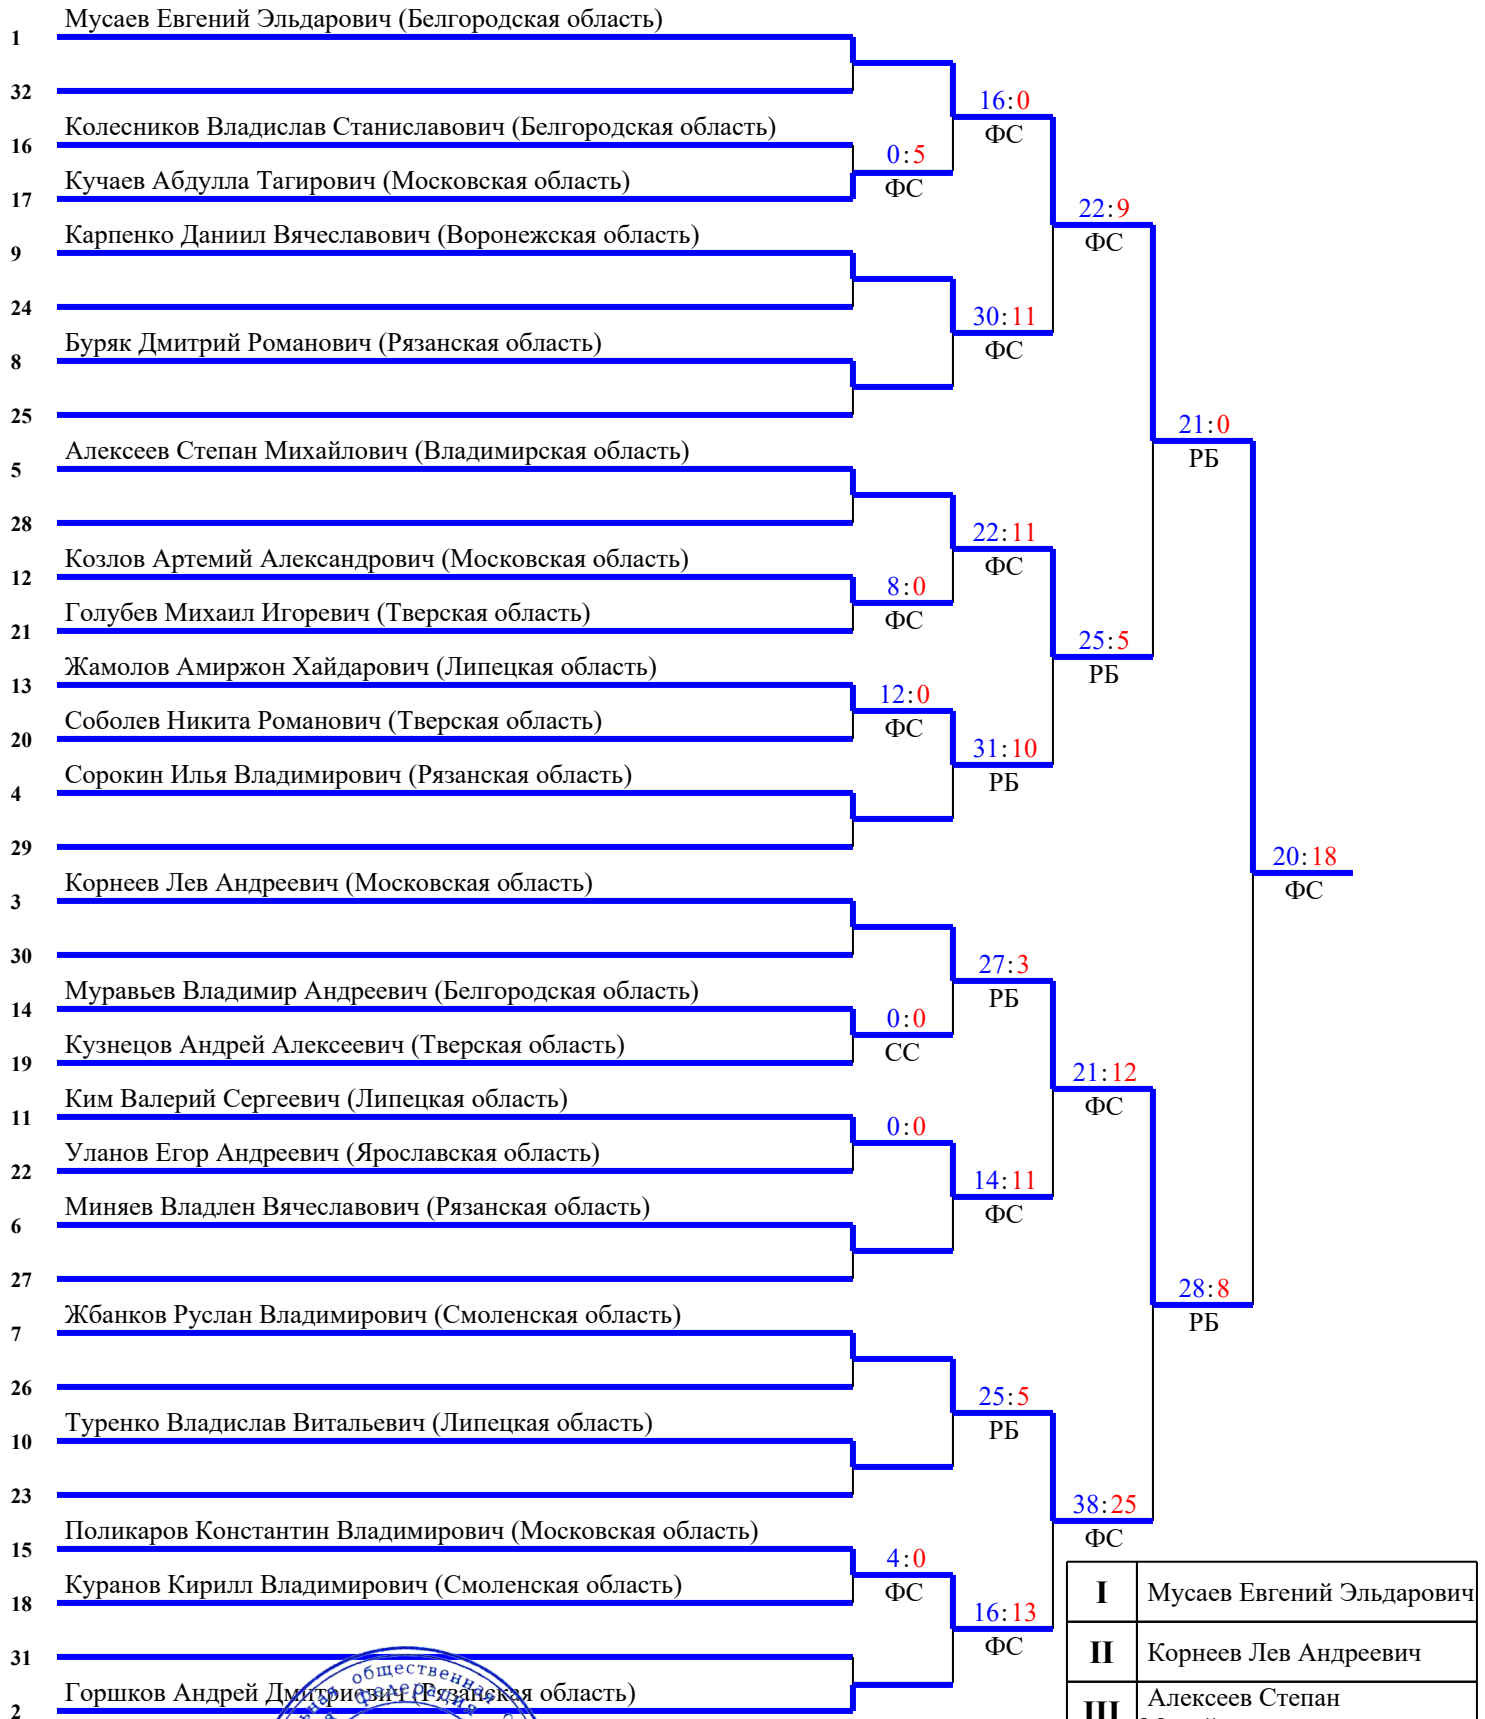 Мусаев Евгений Эльдарович (Белгородская область)
1
32
16:0
ФС
Колесников Владислав Станиславович (Белгородская область)
16
0:5
ФС
Кучаев Абдулла Тагирович (Московская область)
17
22:9
ФС
Карпенко Даниил Вячеславович (Воронежская область)
9
24
30:11
ФС
Буряк Дмитрий Романович (Рязанская область)
8
25
21:0
РБ
Алексеев Степан Михайлович (Владимирская область)
5
28
22:11
ФС
Козлов Артемий Александрович (Московская область)
12
8:0
ФС
Голубев Михаил Игоревич (Тверская область)
21
25:5
РБ
Жамолов Амиржон Хайдарович (Липецкая область)
13
12:0
ФС
Соболев Никита Романович (Тверская область)
20
31:10
РБ
Сорокин Илья Владимирович (Рязанская область)
4
29
20:18
ФС
Корнеев Лев Андреевич (Московская область)
3
30
27:3
РБ
Муравьев Владимир Андреевич (Белгородская область)
14
0:0
СС
Кузнецов Андрей Алексеевич (Тверская область)
19
21:12
ФС
Ким Валерий Сергеевич (Липецкая область)
11
0:0
Уланов Егор Андреевич (Ярославская область)
22
14:11
ФС
Миняев Владлен Вячеславович (Рязанская область)
6
27
28:8
РБ
Жбанков Руслан Владимирович (Смоленская область)
7
26
25:5
РБ
Туренко Владислав Витальевич (Липецкая область)
10
23
38:25
ФС
Поликаров Константин Владимирович (Московская область)
15
4:0
ФС
Куранов Кирилл Владимирович (Смоленская область)
18
16:13
ФС
31
Горшков Андрей Дмитриевич (Рязанская область)
2
общественная
федерация
I Мусаев Евгений Эльдарович
II Корнеев Лев Андреевич
III Алексеев Степан